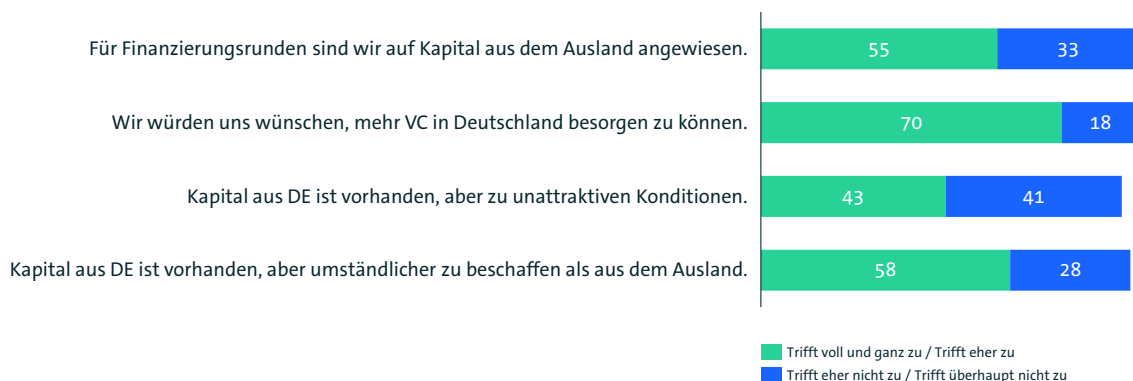 Für Finanzierungsrunden sind wir auf Kapital aus dem Ausland angewiesen. 55 33
Wir würden uns wünschen, mehr VC in Deutschland besorgen zu können. 70 18
Kapital aus DE ist vorhanden, aber zu unattraktiven Konditionen. 43 41
Kapital aus DE ist vorhanden, aber umständlicher zu beschaffen als aus dem Ausland. 58 28
Trifft voll und ganz zu / Trifft eher zu
Trifft eher nicht zu / Trifft überhaupt nicht zu